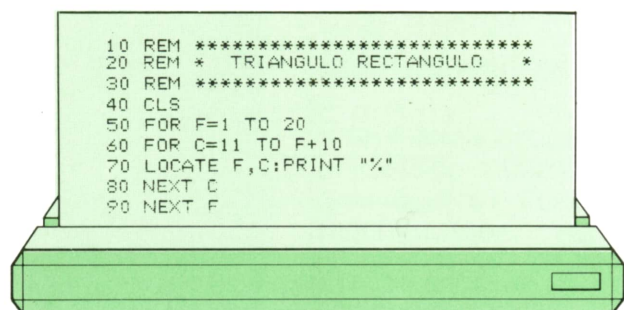 10 REM ******************************
20 REM *  TRIANGULO RECTANGULO   *
30 REM ******************************
40 CLS
50 FOR F=1 TO 20
60 FOR C=11 TO F+10
70 LOCATE F,C:PRINT "%"
80 NEXT C
90 NEXT F